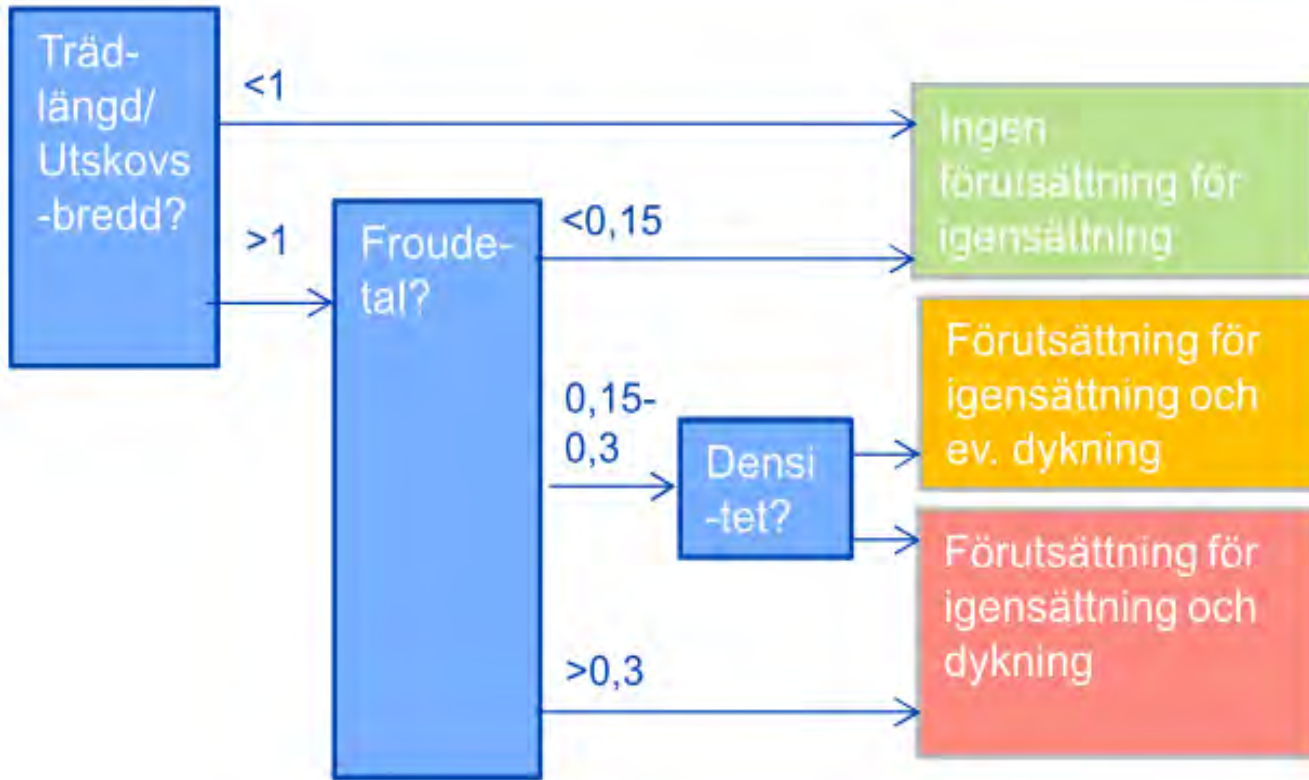 Träd-
längd/
Utskovs
-bredd?
<1
>1
Froude-
tal?
<0,15
0,15-
0,3
>0,3
Densi
-tet?
Ingen
förutsättning för
igensättning
Förutsättning för
igensättning och
ev. dykning
Förutsättning för
igensättning och
dykning